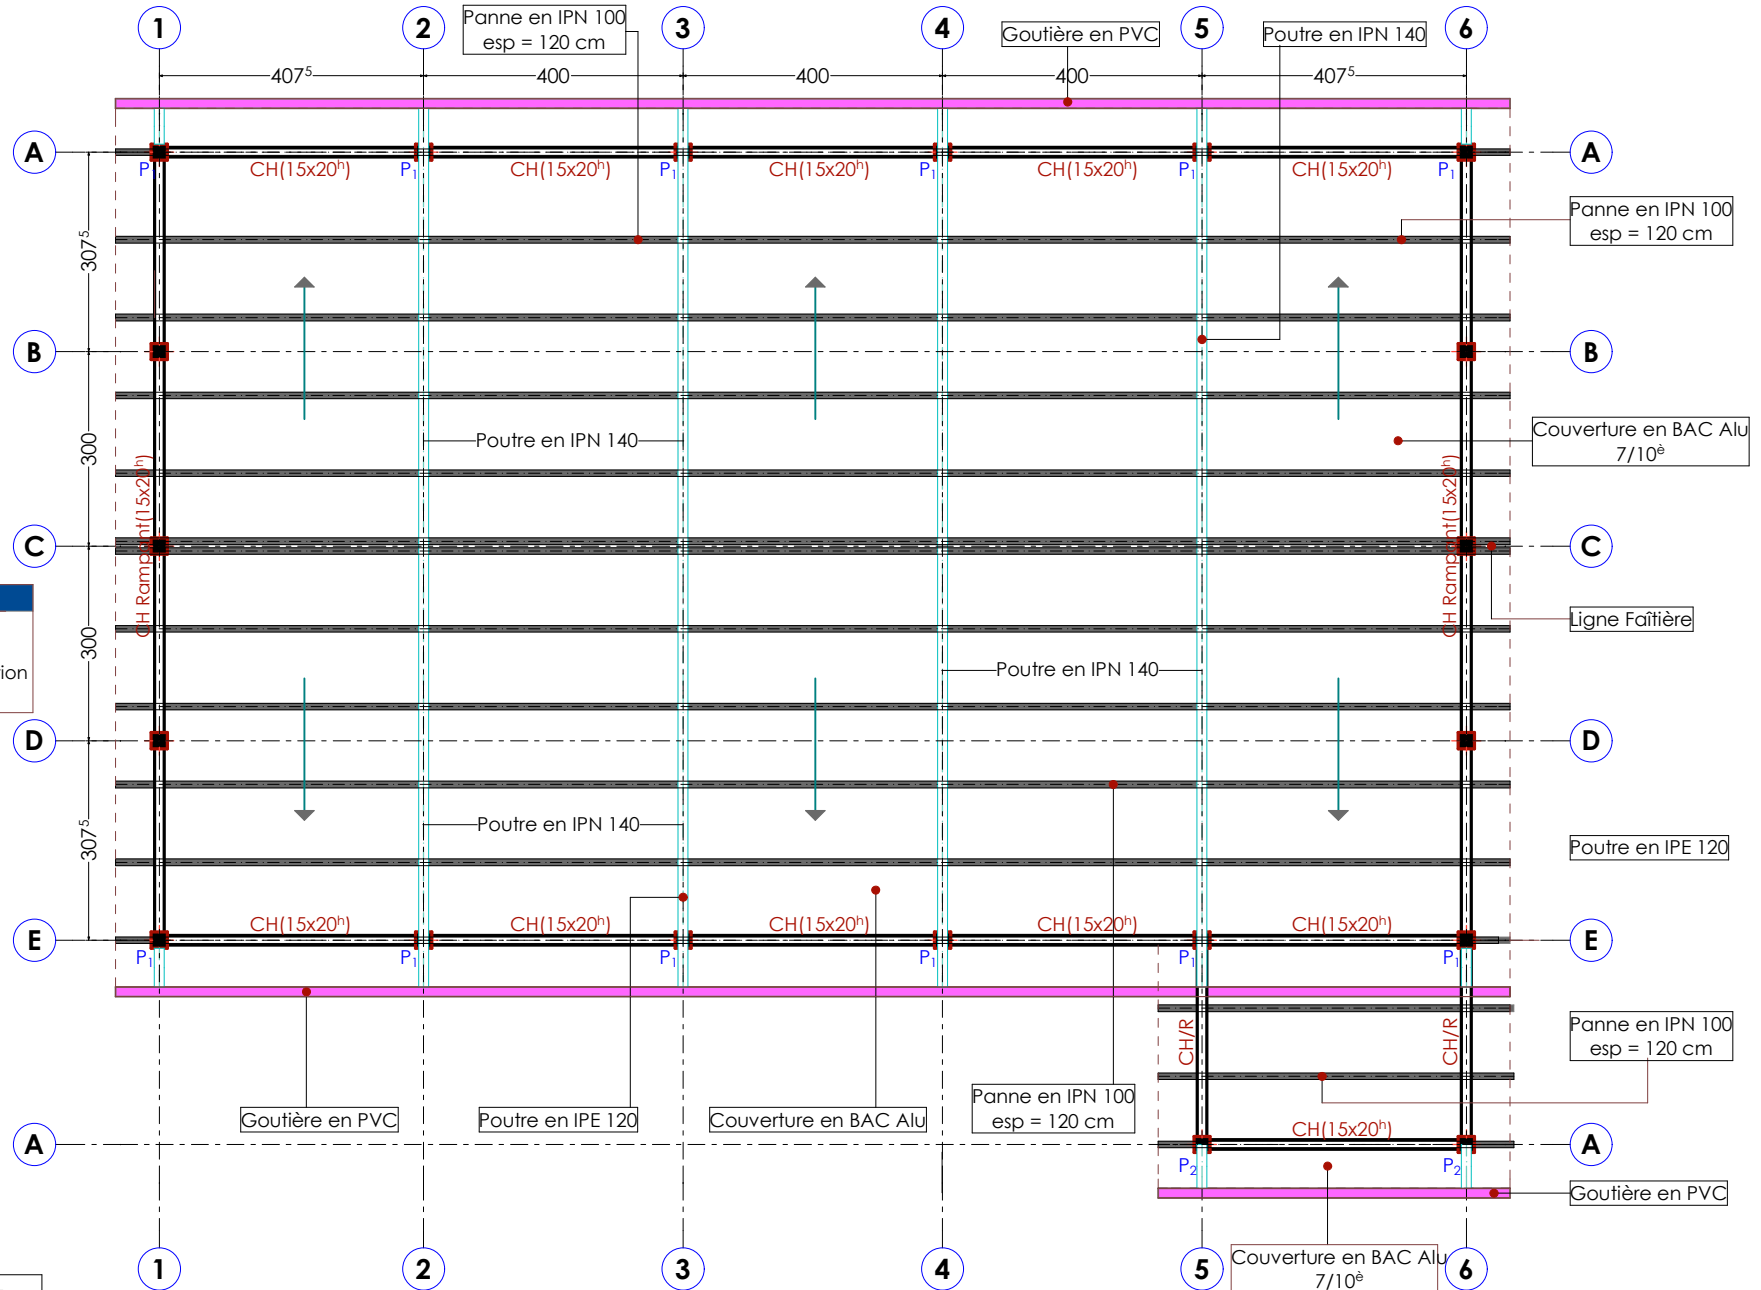 1
2
3
4
5
6
Panne en IPN 100
esp = 120 cm
Goutière en PVC
Poutre en IPN 140
407⁵
400
400
400
407⁵
A
A
P
CH(15x20ʰ)
P₁
CH(15x20ʰ)
P₁
CH(15x20ʰ)
P₁
CH(15x20ʰ)
P₁
CH(15x20ʰ)
P₁
Panne en IPN 100
esp = 120 cm
307⁵
B
B
Couverture en BAC Alu
7/10è
Poutre en IPN 140
300
CH Rampant(15x20ʰ)
CH Rampant(15x20ʰ)
C
C
Ligne Faîtière
300
tion
Poutre en IPN 140
D
D
307⁵
Poutre en IPN 140
Poutre en IPE 120
CH(15x20ʰ)
CH(15x20ʰ)
CH(15x20ʰ)
CH(15x20ʰ)
CH(15x20ʰ)
E
E
P₁
P₁
P₁
P₁
P₁
P₁
CH/R
CH/R
Panne en IPN 100
esp = 120 cm
Goutière en PVC
Poutre en IPE 120
Couverture en BAC Alu
Panne en IPN 100
esp = 120 cm
CH(15x20ʰ)
A
A
P₂
P₂
Goutière en PVC
Couverture en BAC Alu
7/10è
1
2
3
4
5
6